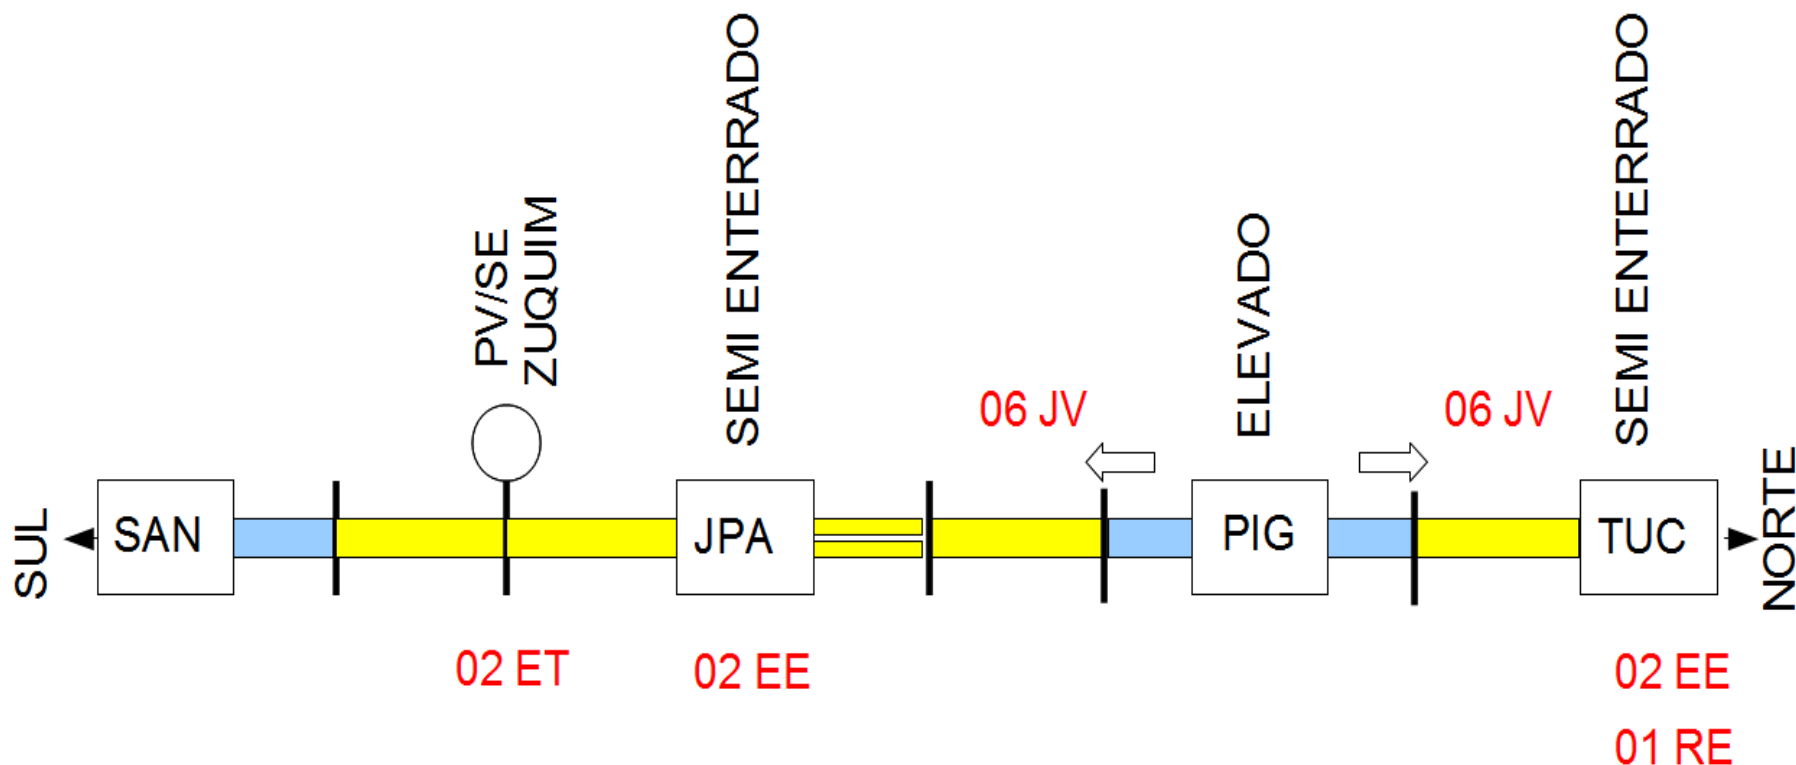 SEMI ENTERRADO
SEMI ENTERRADO
PV/SE
ZUQUIM
ELEVADO
06 JV
06 JV
SUL
SAN
JPA
PIG
TUC
NORTE
02 ET
02 EE
02 EE
01 RE